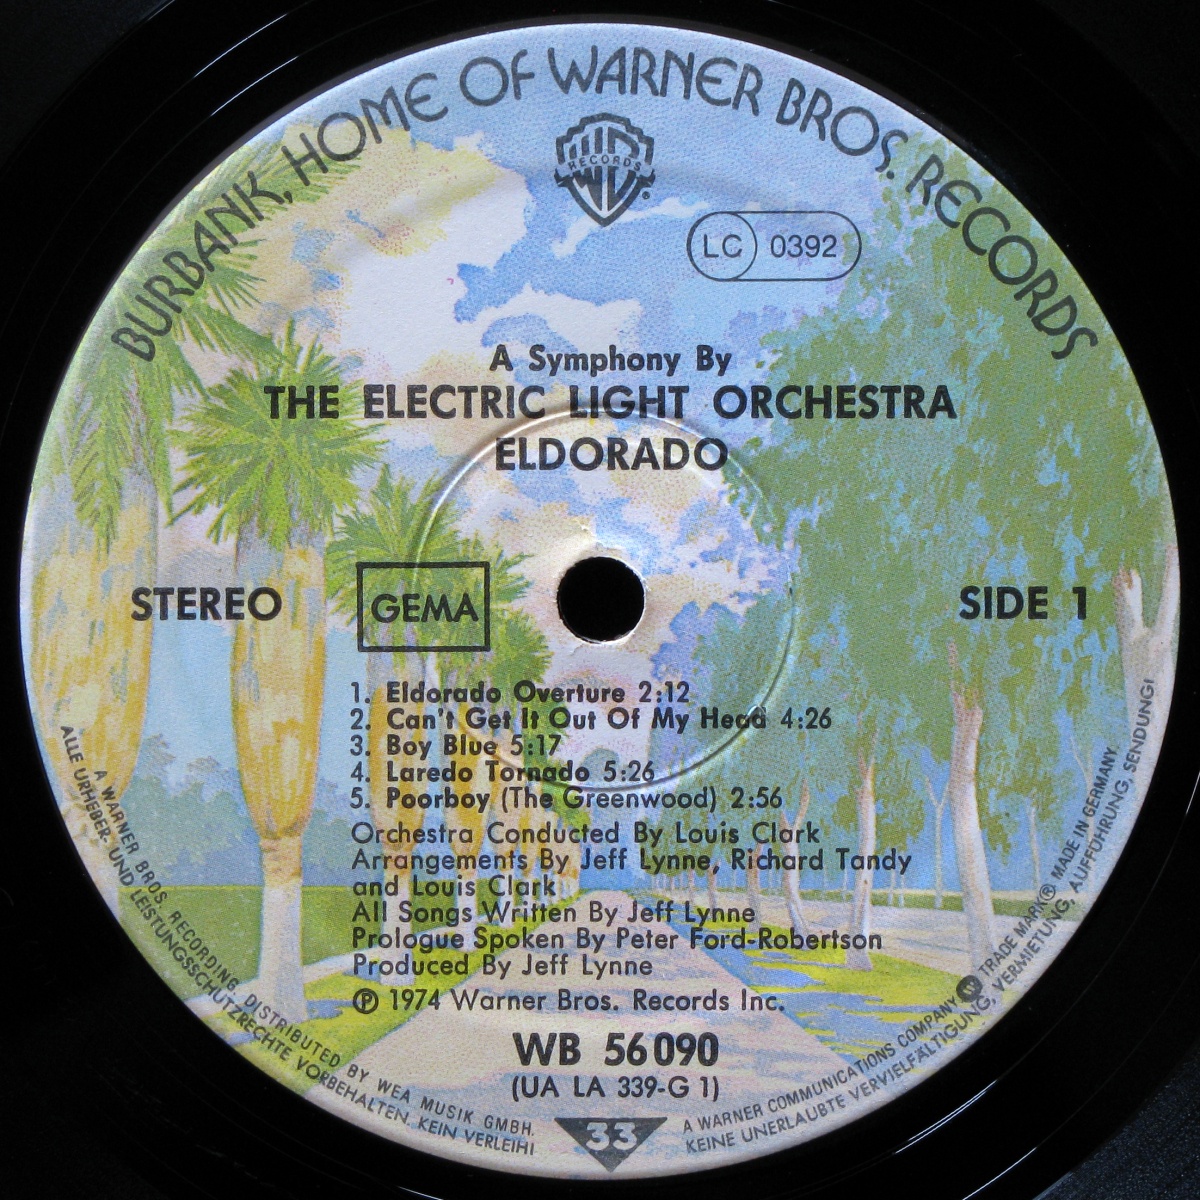 BURBANK, HOME OF WARNER BROS. RECORDS
WB
RECORDS
®
LC 0392
A Symphony By
THE ELECTRIC LIGHT ORCHESTRA
ELDORADO
STEREO
GEMA
SIDE 1
1. Eldorado Overture 2:12
2. Can't Get It Out Of My Head 4:26
3. Boy Blue 5:17
4. Laredo Tornado 5:26
5. Poorboy (The Greenwood) 2:56
Orchestra Conducted By Louis Clark
Arrangements By Jeff Lynne, Richard Tandy
and Louis Clark
All Songs Written By Jeff Lynne
Prologue Spoken By Peter Ford-Robertson
Produced By Jeff Lynne
℗ 1974 Warner Bros. Records Inc.
WB 56 090
(UA LA 339-G 1)
33
A WARNER BROS. RECORDING, DISTRIBUTED BY WEA MUSIK GMBH.
A WARNER COMMUNICATIONS COMPANY TRADE MARK® MADE IN GERMANY
ALLE URHEBER- UND LEISTUNGSSCHUTZRECHTE VORBEHALTEN. KEIN VERLEIH!
KEINE UNERLAUBTE VERVIELFÄLTIGUNG, VERMIETUNG, AUFFÜHRUNG, SENDUNG!